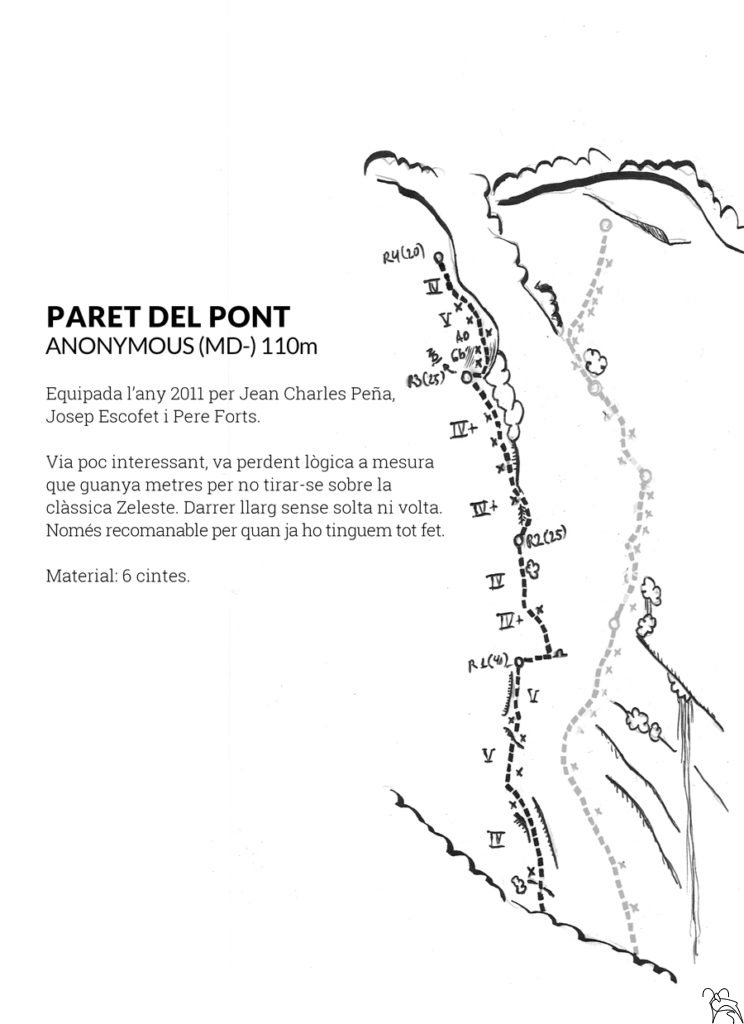 PARET DEL PONT
ANONYMOUS (MD-) 110m
Equipada l’any 2011 per Jean Charles Peña,
Josep Escofet i Pere Forts.
Via poc interessant, va perdent lògica a mesura
que guanya metres per no tirar-se sobre la
clàssica Zeleste. Darrer llarg sense solta ni volta.
Només recomanable per quan ja ho tinguem tot fet.
Material: 6 cintes.
R4(20)
IV
V
A0
6b
R3(25)
IV+
IV+
R2(25)
IV
IV+
R1(40)
V
V
IV